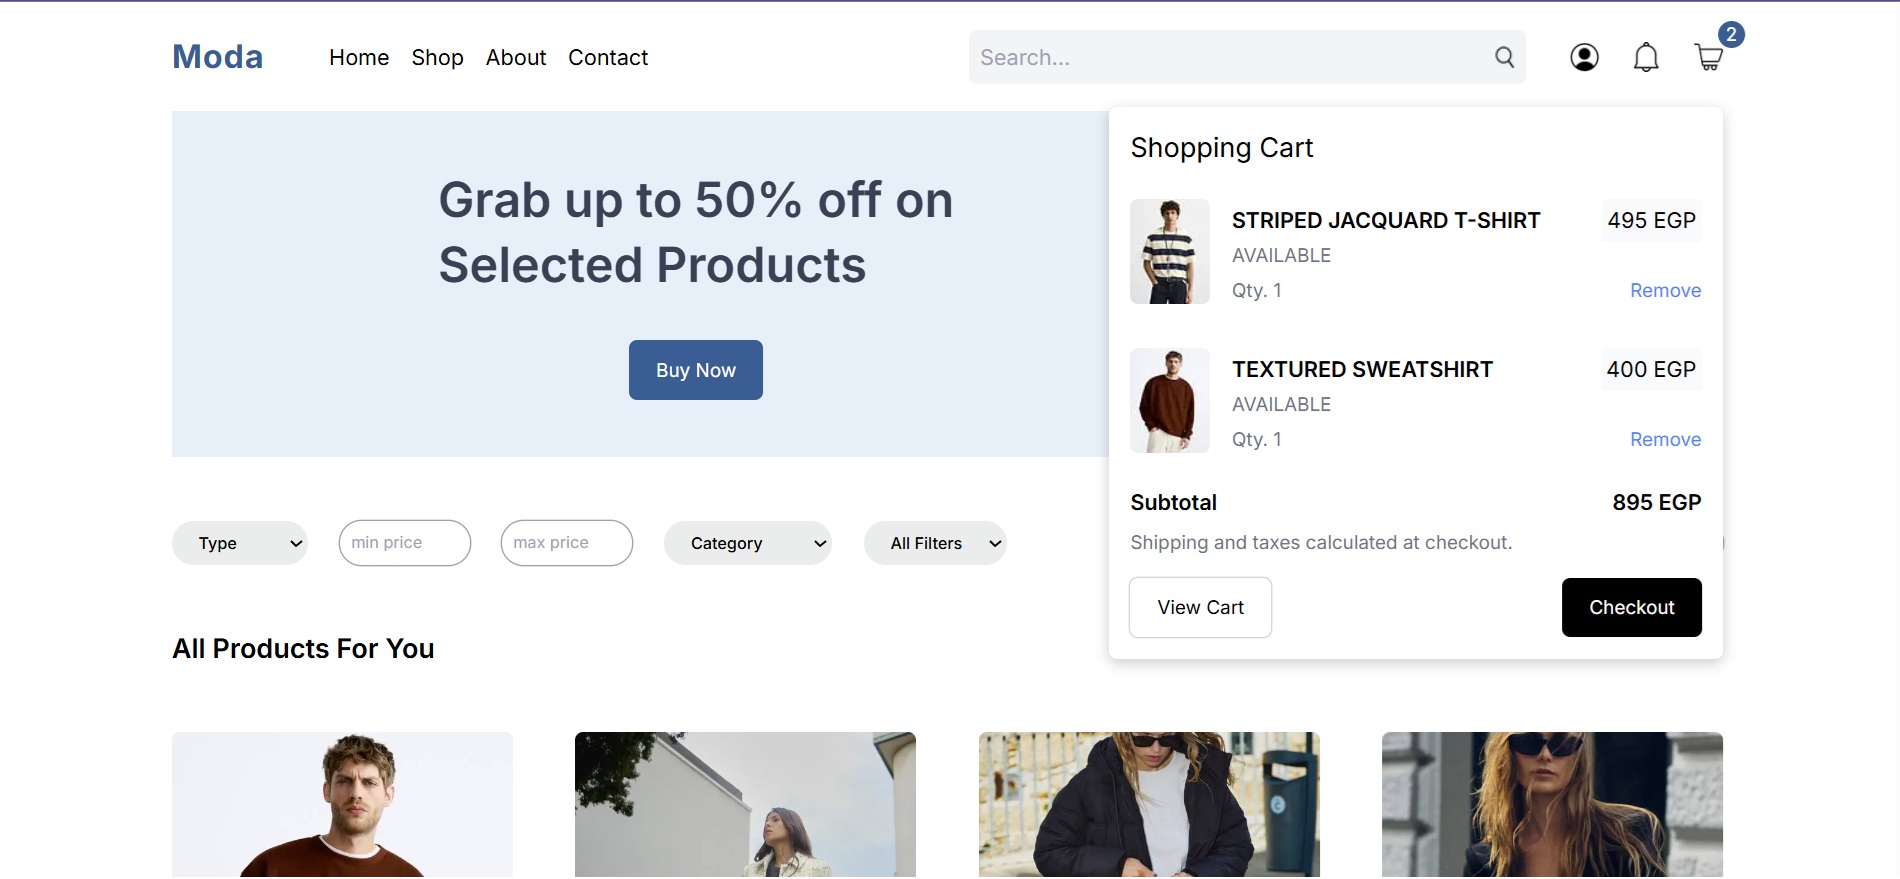 Moda
Home Shop About Contact
Search...
2
Grab up to 50% off on
Selected Products
Buy Now
Shopping Cart
STRIPED JACQUARD T-SHIRT 495 EGP
AVAILABLE
Qty. 1 Remove
TEXTURED SWEATSHIRT 400 EGP
AVAILABLE
Qty. 1 Remove
Subtotal 895 EGP
Shipping and taxes calculated at checkout.
View Cart Checkout
Type min price max price Category All Filters
All Products For You